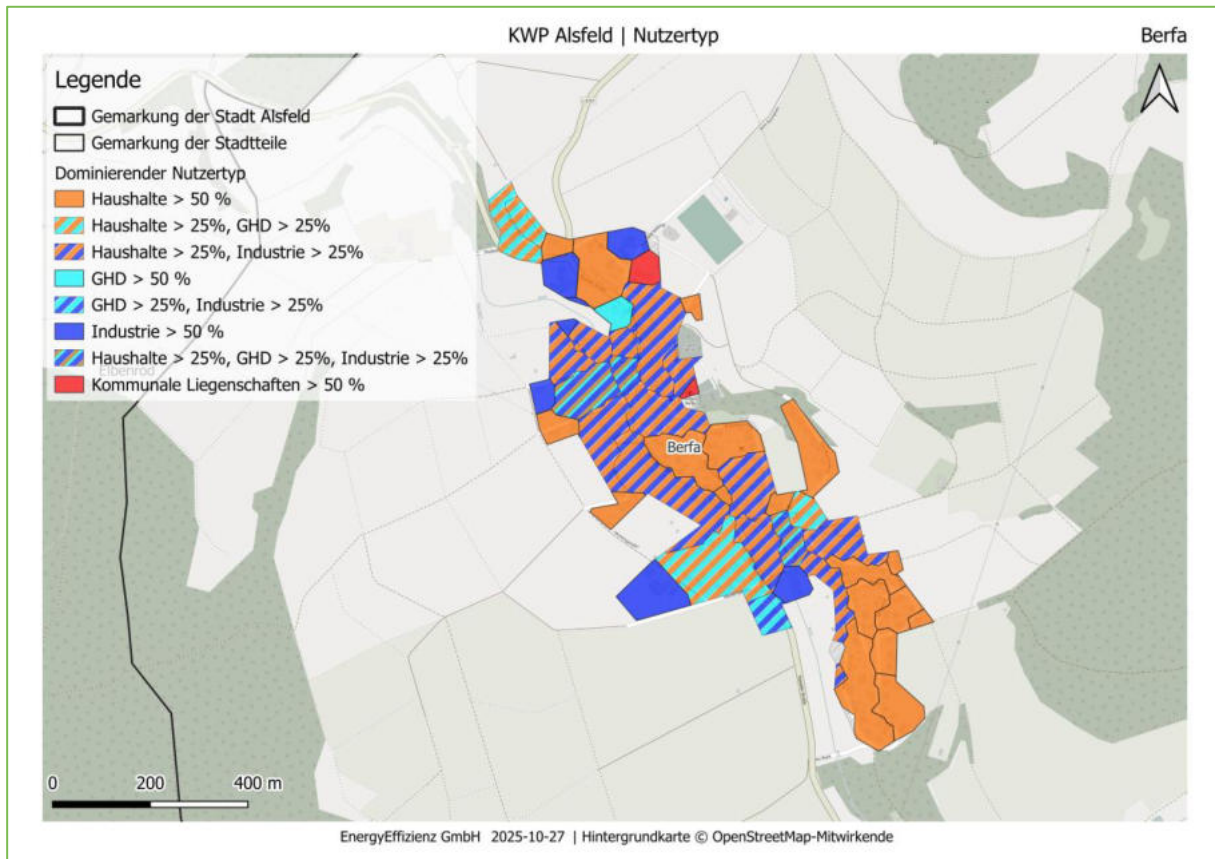 KWP Alsfeld | Nutzertyp
Berfa
Legende
Gemarkung der Stadt Alsfeld
Gemarkung der Stadtteile
Dominierender Nutzertyp
Haushalte > 50 %
Haushalte > 25%, GHD > 25%
Haushalte > 25%, Industrie > 25%
GHD > 50 %
GHD > 25%, Industrie > 25%
Industrie > 50 %
Haushalte > 25%, GHD > 25%, Industrie > 25%
Kommunale Liegenschaften > 50 %
Elbenrod
Berfa
0 200 400 m
EnergyEffizienz GmbH 2025-10-27 | Hintergrundkarte © OpenStreetMap-Mitwirkende